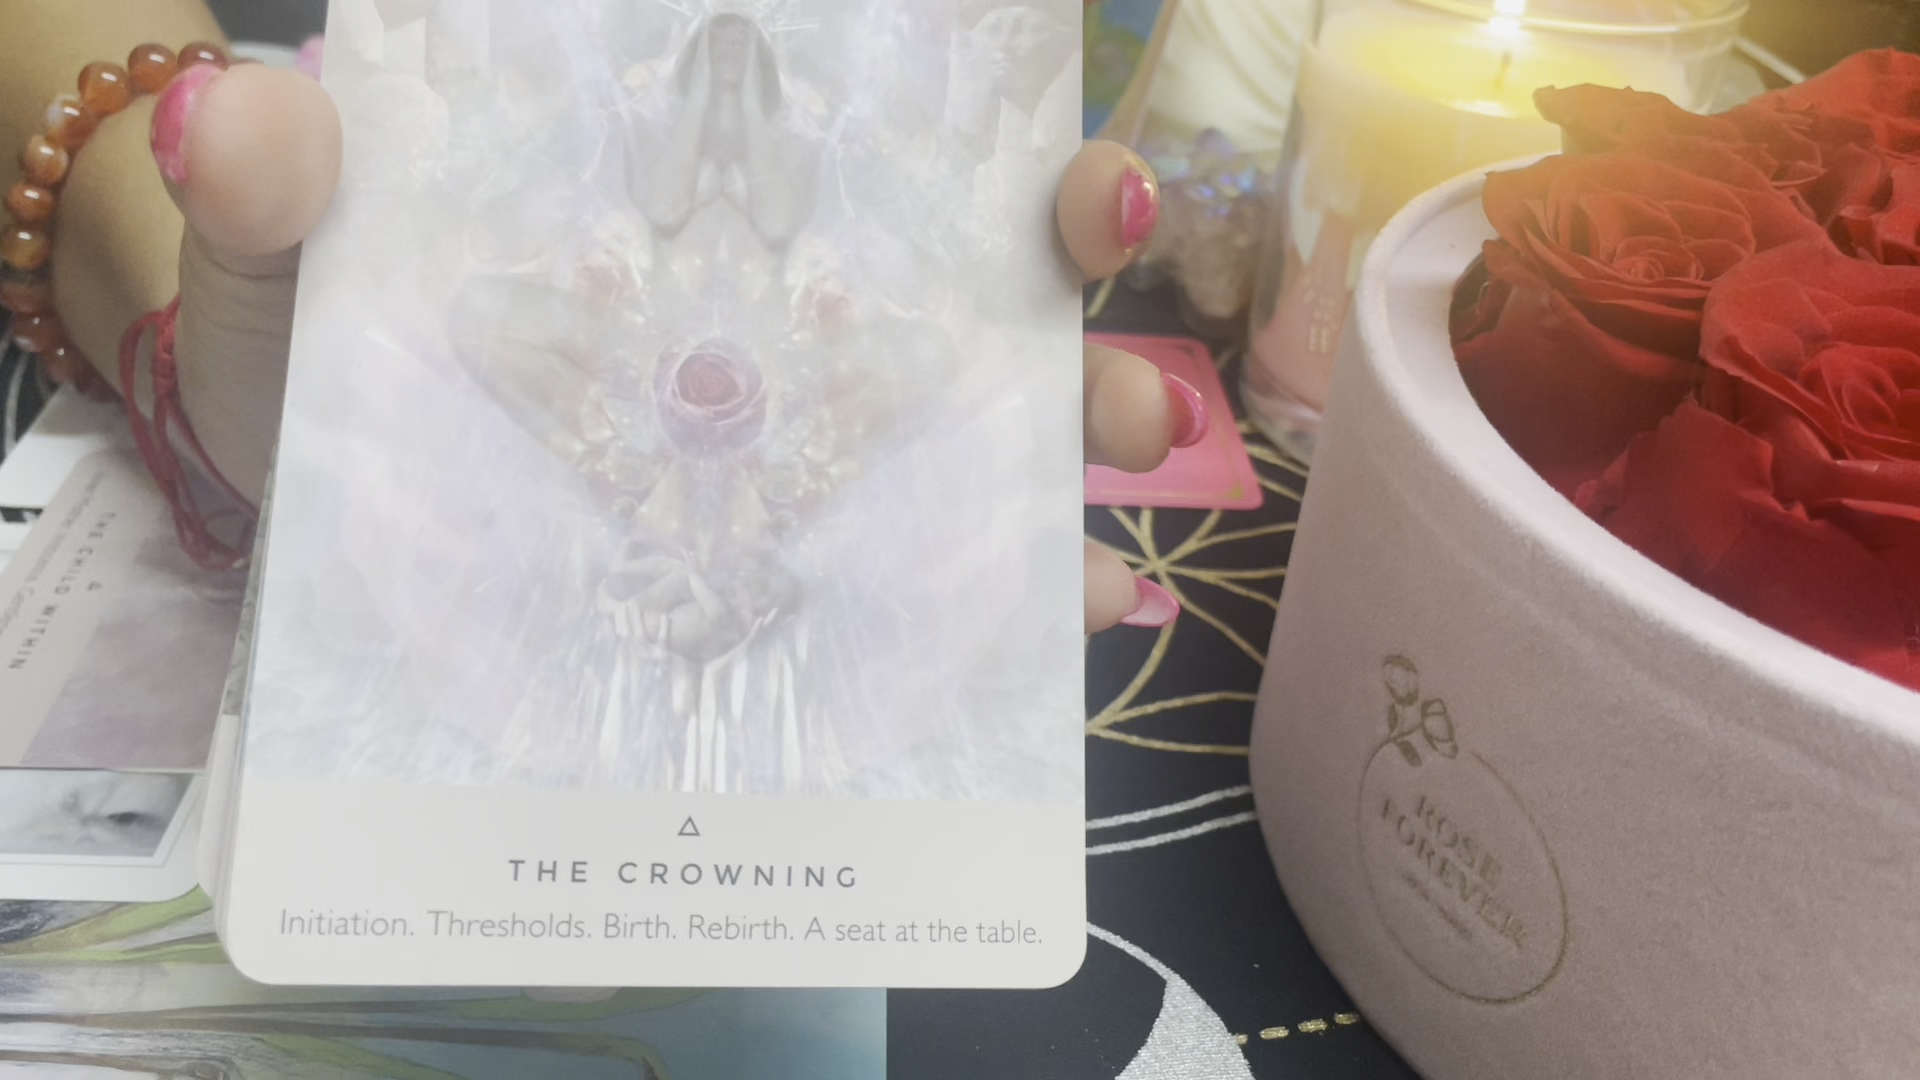 THE CROWNING
Initiation. Thresholds. Birth. Rebirth. A seat at the table.
THE CHILD WITHIN
ROSE
FOREVER